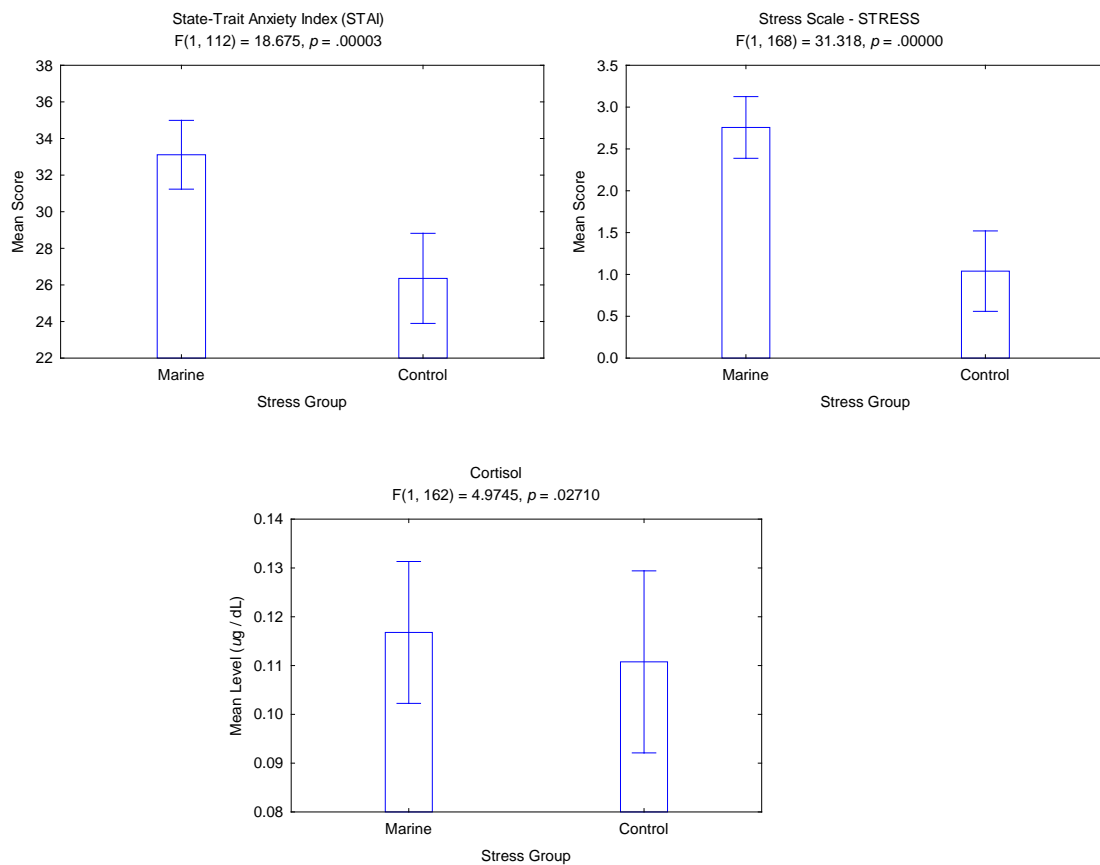 State-Trait Anxiety Index (STAI)
F(1, 112) = 18.675, p = .00003
38
36
34
32
30
28
26
24
22
Mean Score
Marine
Control
Stress Group
Stress Scale - STRESS
F(1, 168) = 31.318, p = .00000
3.5
3.0
2.5
2.0
1.5
1.0
0.5
0.0
Mean Score
Marine
Control
Stress Group
Cortisol
F(1, 162) = 4.9745, p = .02710
0.14
0.13
0.12
0.11
0.10
0.09
0.08
Mean Level (ug / dL)
Marine
Control
Stress Group